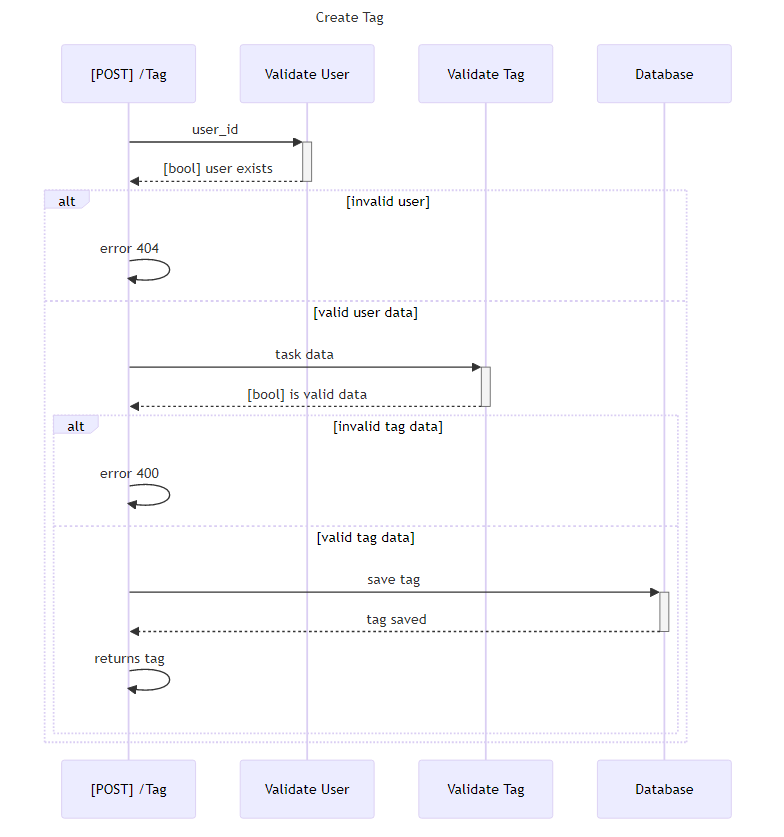 Create Tag
[POST] /Tag
Validate User
Validate Tag
Database
user_id
[bool] user exists
alt
[invalid user]
error 404
[valid user data]
task data
[bool] is valid data
alt
[invalid tag data]
error 400
[valid tag data]
save tag
tag saved
returns tag
[POST] /Tag
Validate User
Validate Tag
Database